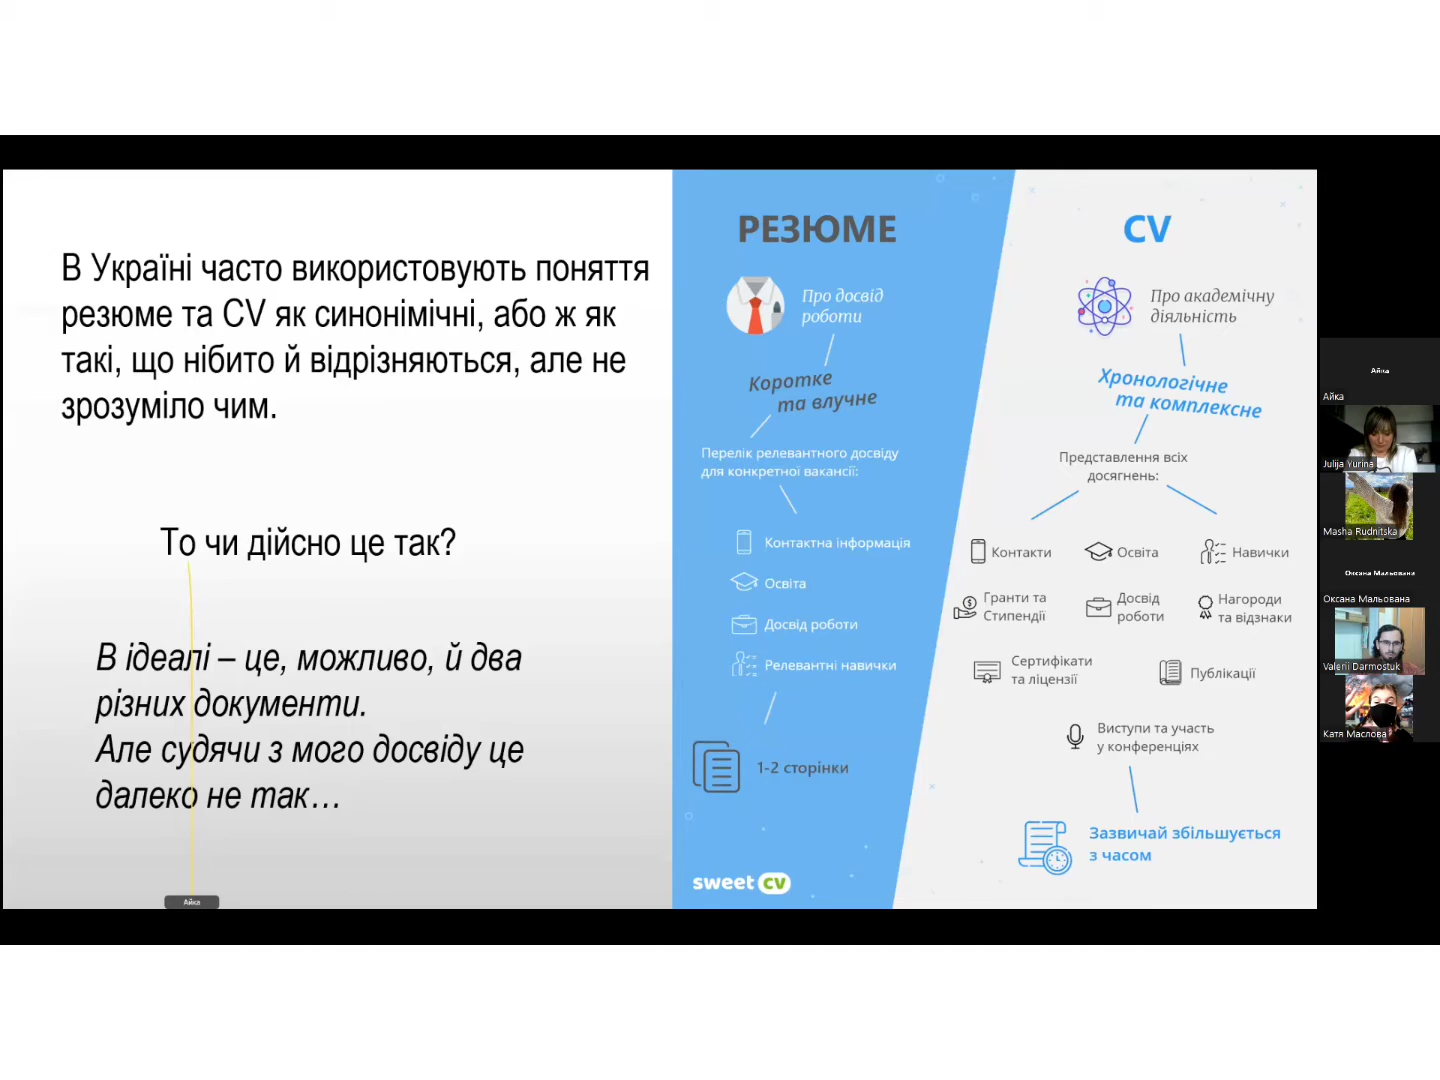 В Україні часто використовують поняття
резюме та CV як синонімічні, або ж як
такі, що нібито й відрізняються, але не
зрозуміло чим.
То чи дійсно це так?
В ідеалі – це, можливо, й два
різних документи.
Але судячи з мого досвіду це
далеко не так…
Айка
РЕЗЮМЕ
Про досвід
роботи
Коротке
та влучне
Перелік релевантного досвіду
для конкретної вакансії:
Контактна інформація
Освіта
Досвід роботи
Релевантні навички
1-2 сторінки
sweet cv
CV
Про академічну
діяльність
Хронологічне
та комплексне
Представлення всіх
досягнень:
Контакти
Освіта
Навички
Гранти та
Стипендії
Досвід
роботи
Нагороди
та відзнаки
Сертифікати
та ліцензії
Публікації
Виступи та участь
у конференціях
Зазвичай збільшується
з часом
Айка
Айка
Julija Yurina
Masha Rudnitska
Оксана Мальована
Оксана Мальована
Valerii Darmostuk
Катя Маслова